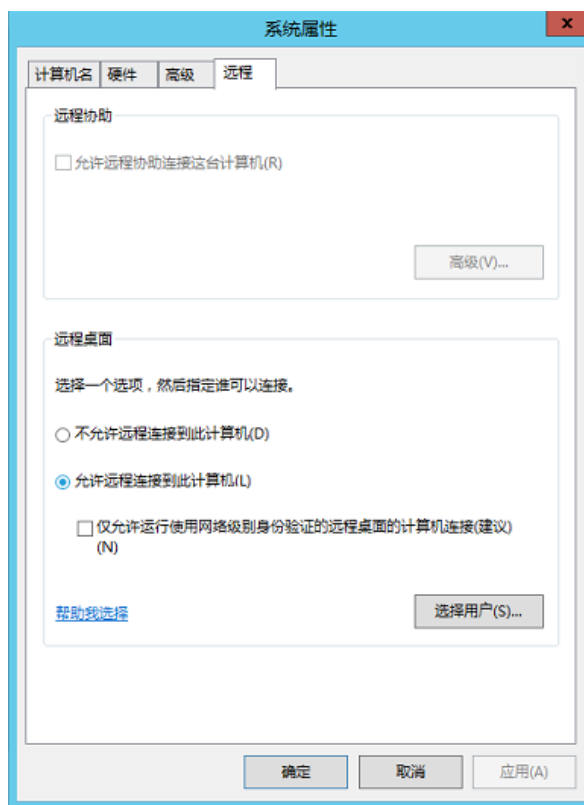 系统属性
x
计算机名 硬件 高级 远程
远程协助
允许远程协助连接这台计算机(R)
高级(V)...
远程桌面
选择一个选项，然后指定谁可以连接。
不允许远程连接到此计算机(D)
允许远程连接到此计算机(L)
仅允许运行使用网络级别身份验证的远程桌面的计算机连接(建议)
(N)
帮助我选择 选择用户(S)...
确定 取消 应用(A)